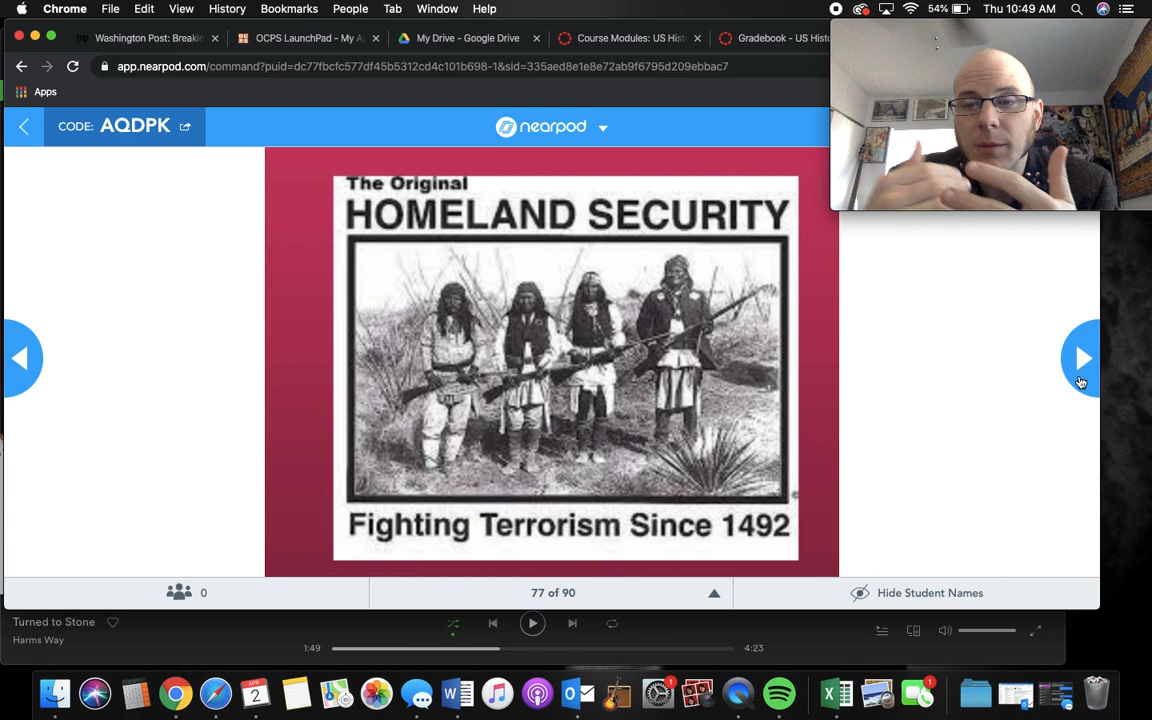 Chrome File Edit View History Bookmarks People Tab Window Help 54% Thu 10:49 AM
Washington Post: Breakin OCPS LaunchPad - My A My Drive - Google Drive Course Modules: US Hist Gradebook - US Histo
app.nearpod.com/command?puid=dc77fbcfc577df45b5312cd4c101b698-1&sid=335aed8e1e8e72ab9f6795d209ebbac7
Apps
CODE: AQDPK nearpod
The Original
HOMELAND SECURITY
Fighting Terrorism Since 1492
0 77 of 90 Hide Student Names
Turned to Stone
Harms Way
1:49 4:23
APR
2
1
1